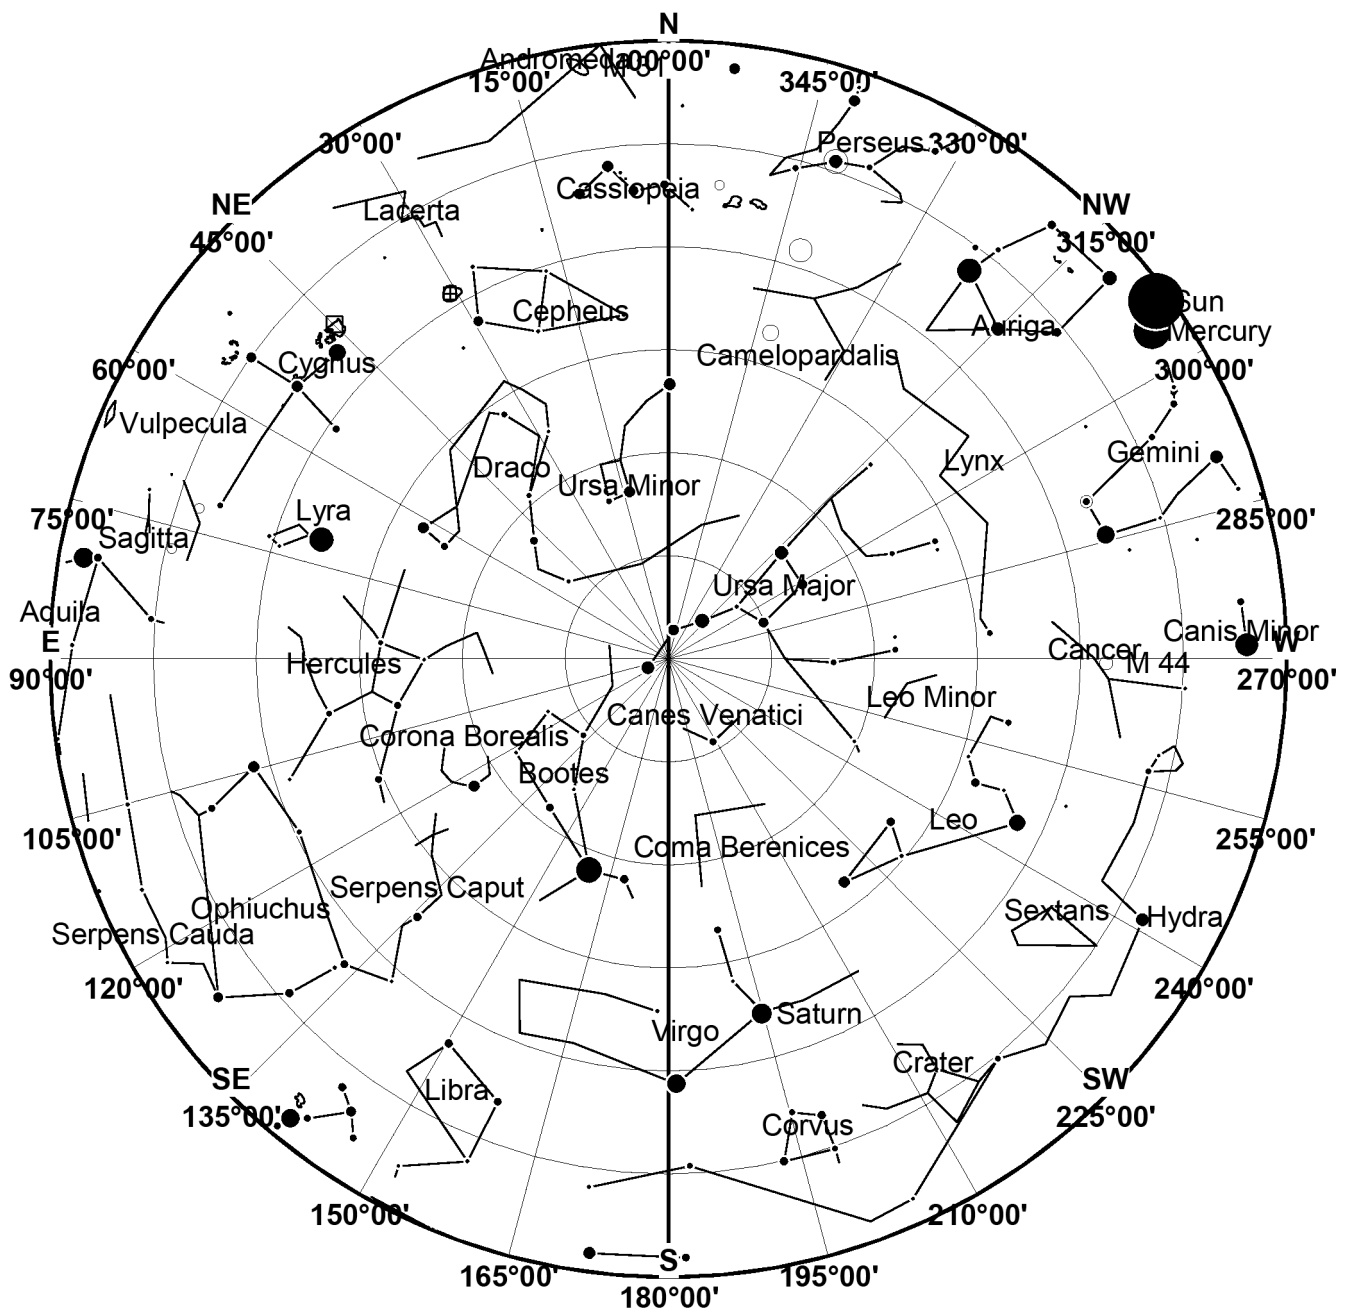 N
Andromeda
M 31
00°00'
15°00'
345°00'
30°00'
Perseus
330°00'
Cassiopeia
NE
Lacerta
NW
45°00'
315°00'
Sun
Cepheus
Auriga
Mercury
Camelopardalis
Cygnus
60°00'
300°00'
Vulpecula
Gemini
Draco
Lynx
Ursa Minor
Lyra
75°00'
285°00'
Sagitta
Ursa Major
Aquila
Canis Minor
E
W
Hercules
Cancer
M 44
90°00'
270°00'
Leo Minor
Canes Venatici
Corona Borealis
Bootes
Leo
105°00'
255°00'
Coma Berenices
Serpens Caput
Ophiuchus
Sextans
Hydra
Serpens Cauda
120°00'
240°00'
Saturn
Virgo
Crater
SE
Libra
SW
135°00'
225°00'
Corvus
150°00'
210°00'
S
165°00'
195°00'
180°00'